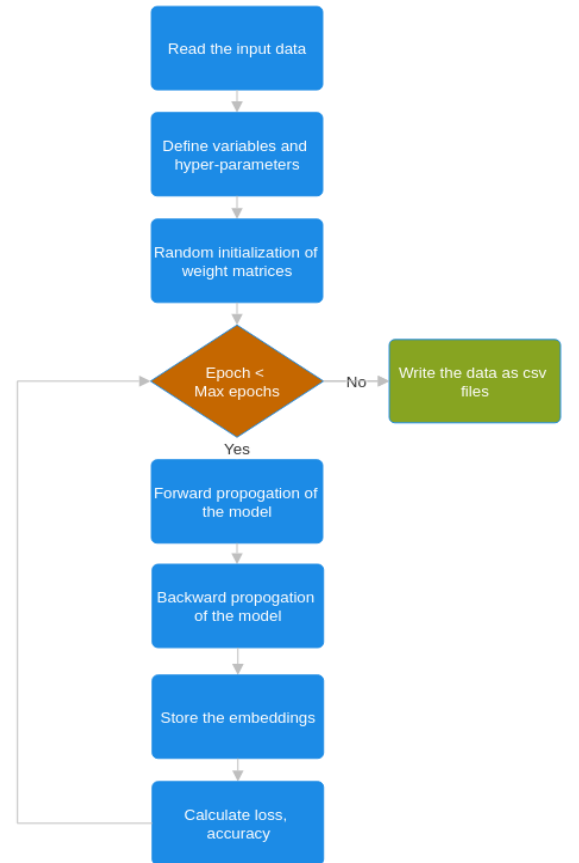 Read the input data
Define variables and
hyper-parameters
Random initialization of
weight matrices
Epoch <
Max epochs
No
Write the data as csv
files
Yes
Forward propogation of
the model
Backward propogation
of the model
Store the embeddings
Calculate loss,
accuracy